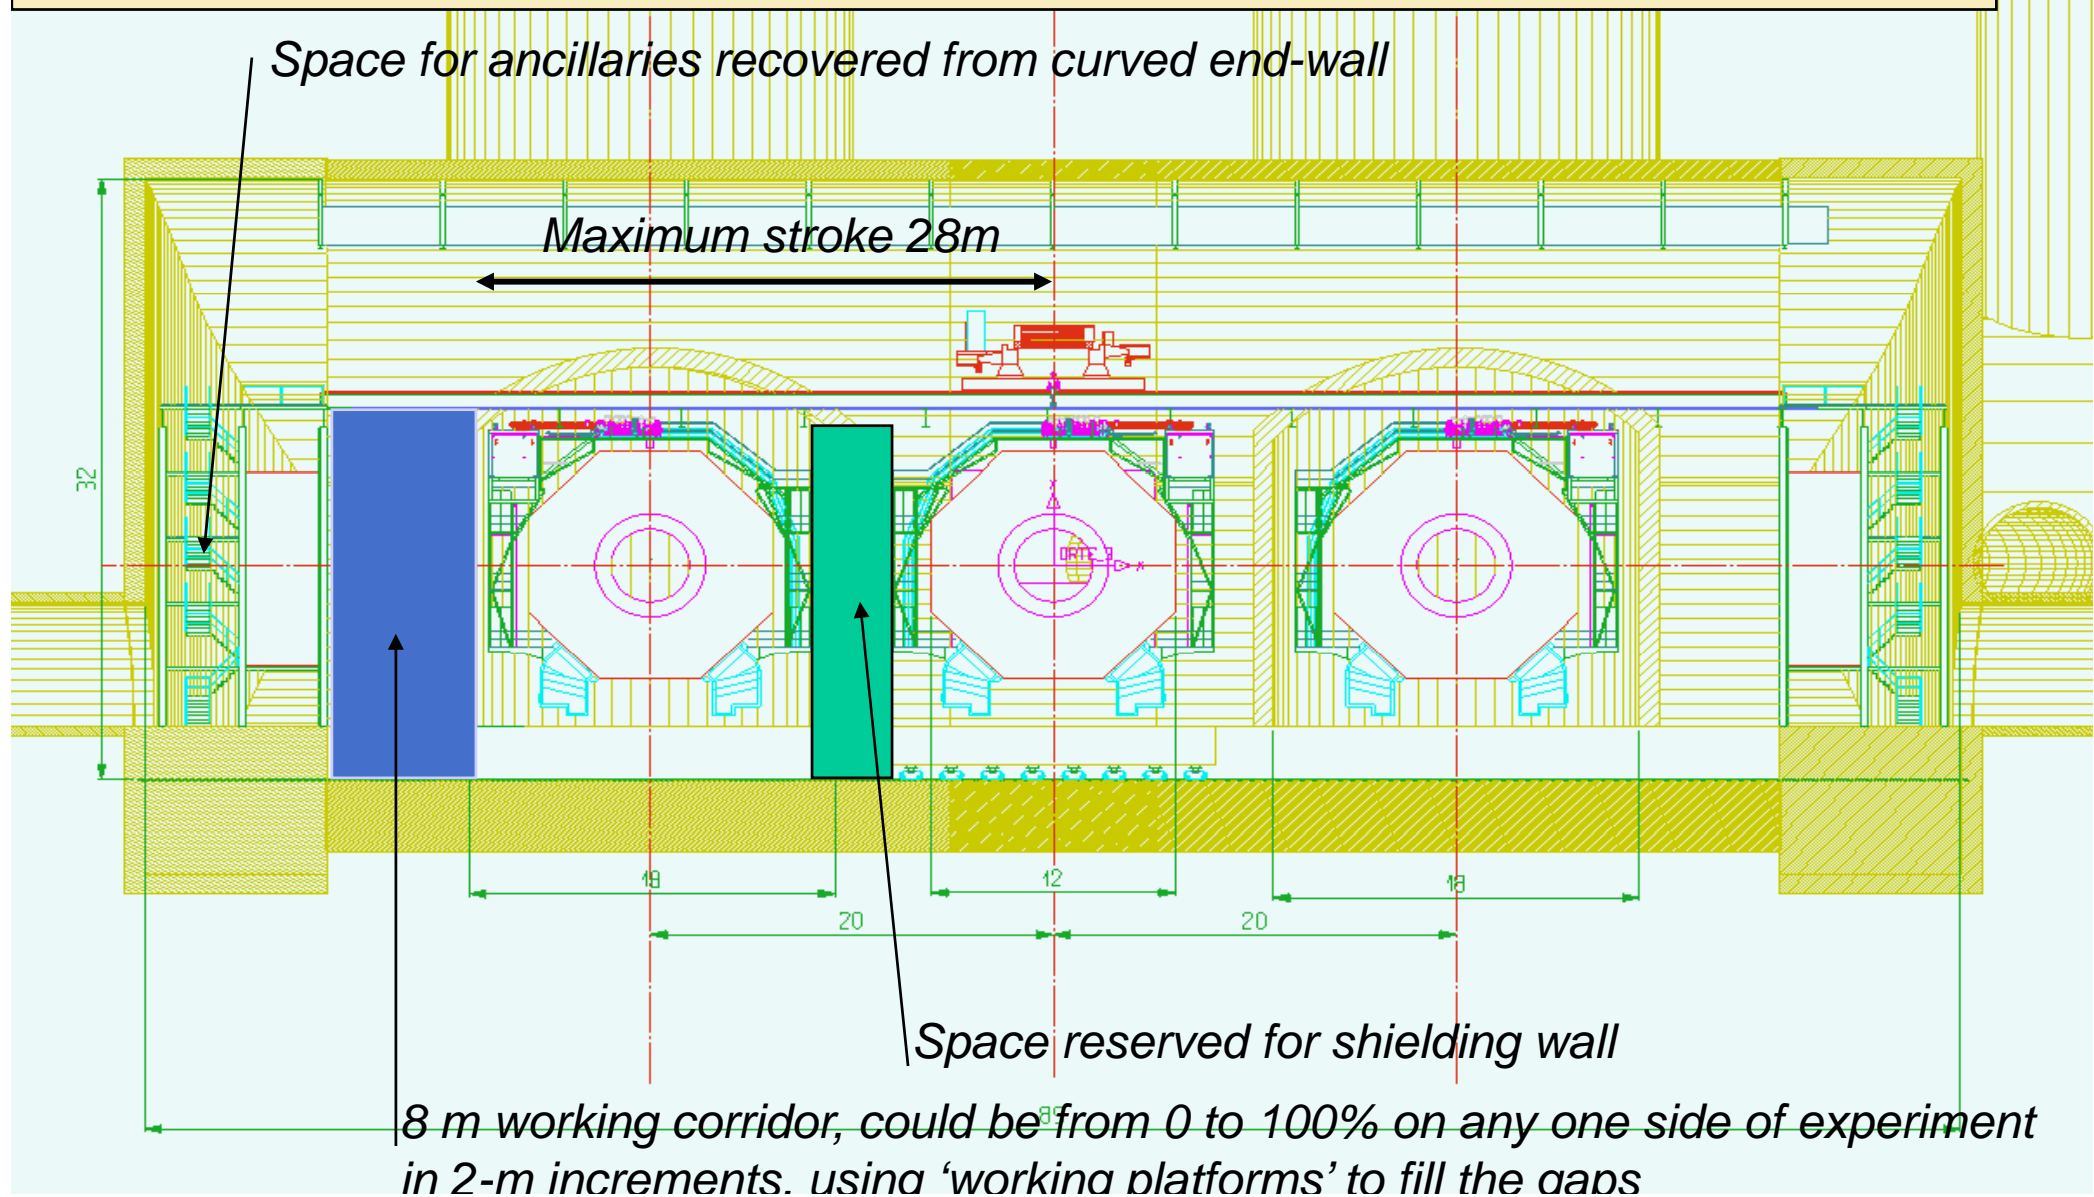 Space for ancillaries recovered from curved end-wall
Maximum stroke 28m
32
18
12
18
20
20
Space reserved for shielding wall
89
8 m working corridor, could be from 0 to 100% on any one side of experiment
in 2-m increments, using ‘working platforms’ to fill the gaps